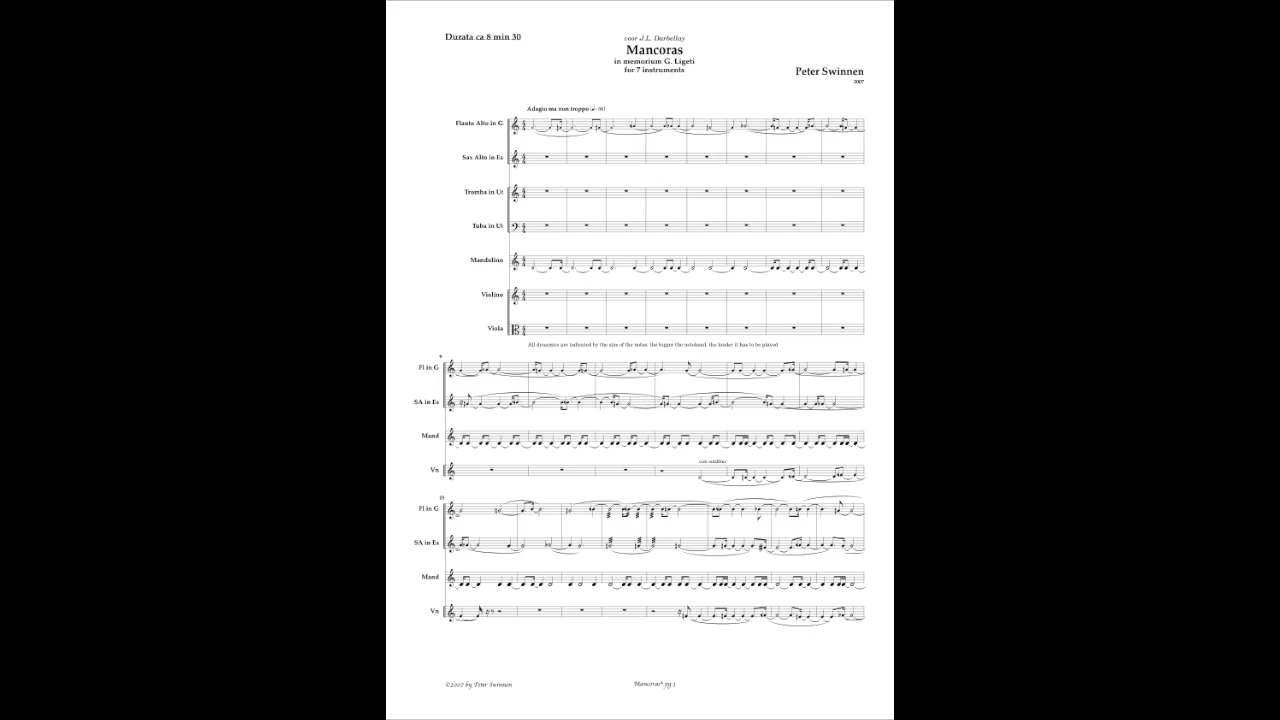 Durata ca 8 min 30
voor J.L. Darbellay
Mancoras
in memorium G. Ligeti
for 7 instruments
Peter Swinnen
2007
Adagio ma non troppo
Flauto Alto in G
Sax Alto in Es
Tromba in Ut
Tuba in Ut
Mandolino
Violino
Viola
All dynamics are indicated by the size of the notes: the bigger the notehead, the louder it has to be played
9
Fl in G
SA in Es
Mand
Vn
con sordino
Fl in G
SA in Es
Mand
Vn
©2007 by Peter Swinnen